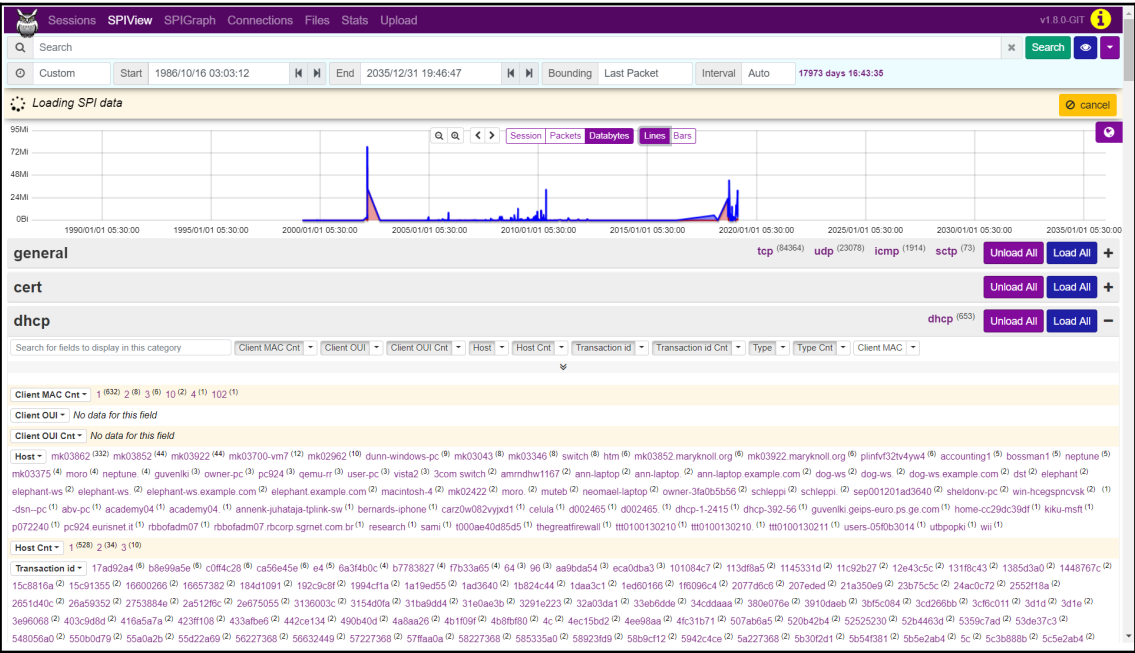 Sessions SPIView SPIGraph Connections Files Stats Upload v1.8.0-GIT
Search Search
Custom Start 1986/10/16 03:03:12 End 2035/12/31 19:46:47 Bounding Last Packet Interval Auto 17973 days 16:43:35
Loading SPI data cancel
95Mi Session Packets Databytes Lines Bars
72Mi
48Mi
24Mi
0Bi
1990/01/01 05:30:00 1995/01/01 05:30:00 2000/01/01 05:30:00 2005/01/01 05:30:00 2010/01/01 05:30:00 2015/01/01 05:30:00 2020/01/01 05:30:00 2025/01/01 05:30:00 2030/01/01 05:30:00 2035/01/01 05:30:00
general tcp (84364) udp (23078) icmp (1914) sctp (73) Unload All Load All
cert Unload All Load All
dhcp dhcp (653) Unload All Load All
Search for fields to display in this category Client MAC Cnt Client OUI Client OUI Cnt Host Host Cnt Transaction id Transaction id Cnt Type Type Cnt Client MAC
Client MAC Cnt 1 (632) 2 (8) 3 (6) 10 (2) 4 (1) 102 (1)
Client OUI No data for this field
Client OUI Cnt No data for this field
Host mk03862 (332) mk03852 (44) mk03922 (44) mk03700-vm7 (12) mk02962 (10) dunn-windows-pc (9) mk03043 (8) mk03346 (8) switch (8) htm (6) mk03852.maryknoll.org (6) mk03922.maryknoll.org (6) plinfvf32tv4yw4 (6) accounting1 (5) bossman1 (5) neptune (5)
mk03375 (4) moro (4) neptune. (4) guvenlki (3) owner-pc (3) pc924 (3) qemu-rr (3) user-pc (3) vista2 (3) 3com switch (2) amrndhw1167 (2) ann-laptop (2) ann-laptop. (2) ann-laptop.example.com (2) dog-ws (2) dog-ws. (2) dog-ws.example.com (2) dst (2) elephant (2)
elephant-ws (2) elephant-ws. (2) elephant-ws.example.com (2) elephant.example.com (2) macintosh-4 (2) mk02422 (2) moro. (2) muteb (2) neomael-laptop (2) owner-3fa0b5b56 (2) schleppi (2) schleppi. (2) sep001201ad3640 (2) sheldonv-pc (2) win-hcegspncvsk (2) (1)
-dsn--pc (1) abv-pc (1) academy04 (1) academy04. (1) annenk-juhataja-tplink-sw (1) bernards-iphone (1) carz0w082vyjxd1 (1) celula (1) d002465 (1) d002465. (1) dhcp-1-2415 (1) dhcp-392-56 (1) guvenlki.geips-euro.ps.ge.com (1) home-cc29dc39df (1) kiku-msft (1)
p072240 (1) pc924.eurisnet.it (1) rbbofadm07 (1) rbbofadm07.rbcorp.sgrnet.com.br (1) research (1) sami (1) t000ae40d85d5 (1) thegreatfirewall (1) ttt0100130210 (1) ttt0100130210. (1) ttt0100130211 (1) users-05f0b3014 (1) utbpopki (1) wii (1)
Host Cnt 1 (528) 2 (34) 3 (10)
Transaction id 17ad92a4 (6) b8e99a5e (6) c0ff4c28 (6) ca56e45e (6) e4 (5) 6a3f4b0c (4) b7783827 (4) f7b33a65 (4) 64 (3) 96 (3) aa9bda54 (3) eca0dba3 (3) 101084c7 (2) 113df8a5 (2) 1145331d (2) 11c92b27 (2) 12e43c5c (2) 131f8c43 (2) 1385d3a0 (2) 1448767c (2)
15c8816a (2) 15c91355 (2) 16600266 (2) 16657382 (2) 184d1091 (2) 192c9c8f (2) 1994cf1a (2) 1a19ed55 (2) 1ad3640 (2) 1b824c44 (2) 1daa3c1 (2) 1ed60166 (2) 1f6096c4 (2) 2077d6c6 (2) 207eded (2) 21a350e9 (2) 23b75c5c (2) 24ac0c72 (2) 2552f18a (2)
2651d40c (2) 26a59352 (2) 2753884e (2) 2a512f6c (2) 2e675055 (2) 3136003c (2) 3154d0fa (2) 31ba9dd4 (2) 31e0ae3b (2) 3291e223 (2) 32a03da1 (2) 33eb6dde (2) 34cddaaa (2) 380e076e (2) 3910daeb (2) 3bf5c084 (2) 3cd266bb (2) 3cf6c011 (2) 3d1d (2) 3d1e (2)
3e96068 (2) 403c9d8d (2) 416a5a7a (2) 423ff108 (2) 433afbe6 (2) 442ce134 (2) 490b40d (2) 4a8aa26 (2) 4b1f09f (2) 4b8fbf80 (2) 4c (2) 4ec15bd2 (2) 4ee98aa (2) 4fc31b71 (2) 507ab6a5 (2) 520b42b4 (2) 52525230 (2) 52b4463d (2) 5359c7ad (2) 53de37c3 (2)
548056a0 (2) 550b0d79 (2) 55a0a2b (2) 55d22a69 (2) 56227368 (2) 56632449 (2) 57227368 (2) 57ffaa0a (2) 58227368 (2) 585335a0 (2) 58923fd9 (2) 58b9cf12 (2) 5942c4ce (2) 5a227368 (2) 5b30f2d1 (2) 5b54f381 (2) 5b5e2ab4 (2) 5c (2) 5c3b888b (2) 5c5e2ab4 (2)